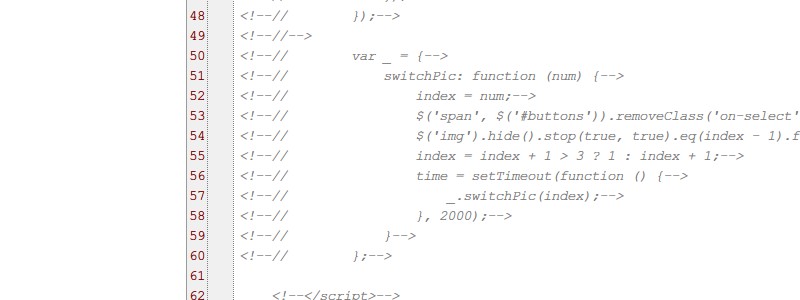 48 <!--//        });-->
49 <!--//-->
50 <!--//        var _ = {-->
51 <!--//            switchPic: function (num) {-->
52 <!--//                index = num;-->
53 <!--//                $('span', $('#buttons')).removeClass('on-select'
54 <!--//                $('img').hide().stop(true, true).eq(index - 1).f
55 <!--//                index = index + 1 > 3 ? 1 : index + 1;-->
56 <!--//                time = setTimeout(function () {-->
57 <!--//                    _.switchPic(index);-->
58 <!--//                }, 2000);-->
59 <!--//            }-->
60 <!--//        };-->
61
62     <!--</script>-->